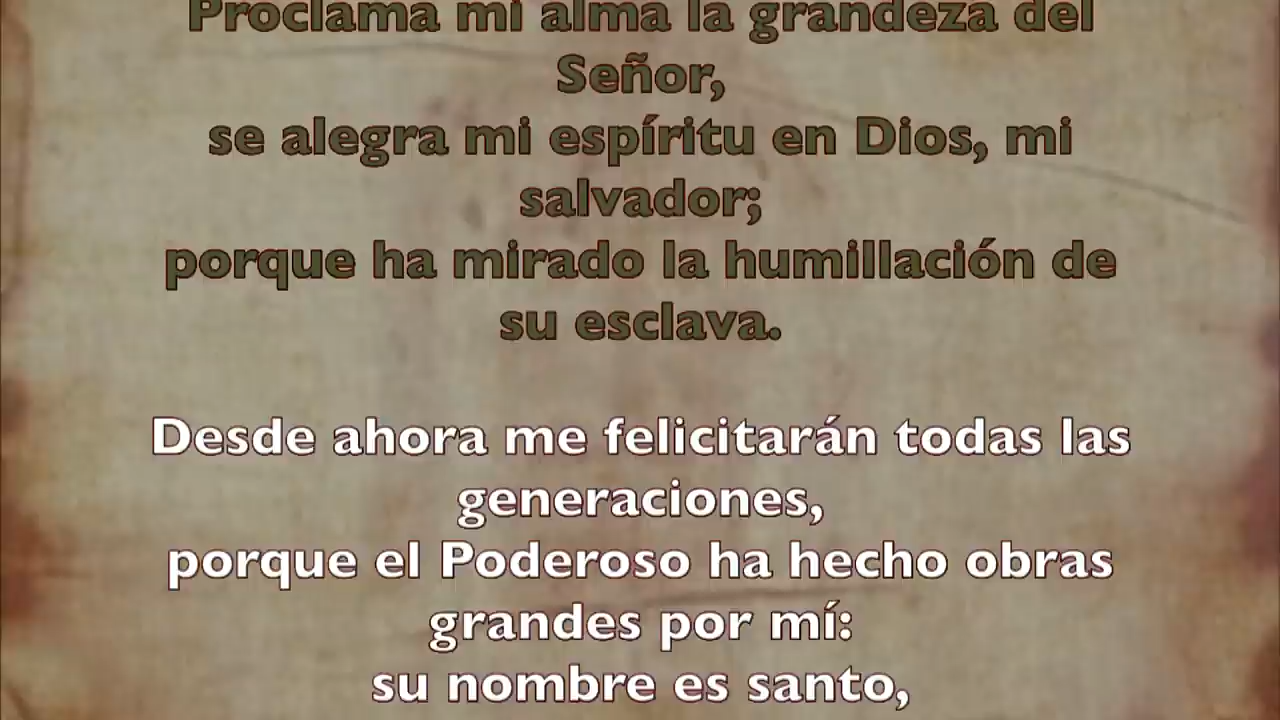 Proclama mi alma la grandeza del
Señor,
se alegra mi espíritu en Dios, mi
salvador;
porque ha mirado la humillación de
su esclava.
Desde ahora me felicitarán todas las
generaciones,
porque el Poderoso ha hecho obras
grandes por mí:
su nombre es santo,